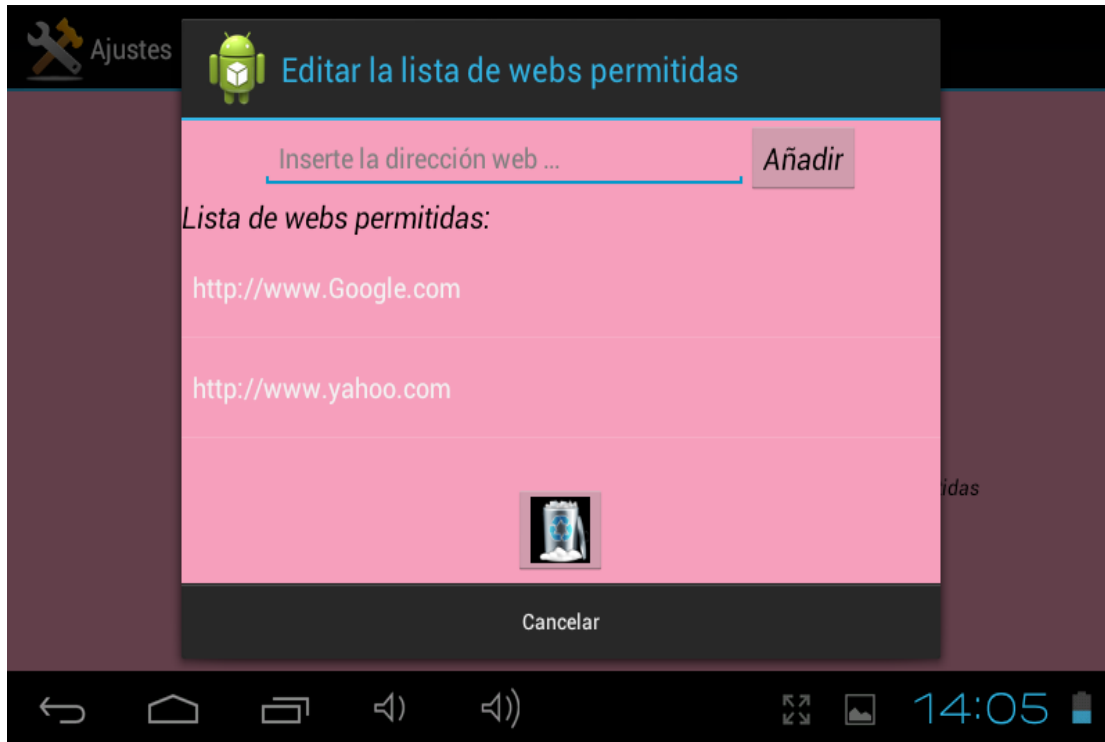 Ajustes
Editar la lista de webs permitidas
Inserte la dirección web ...
Añadir
Lista de webs permitidas:
http://www.Google.com
http://www.yahoo.com
tidas
Cancelar
14:05